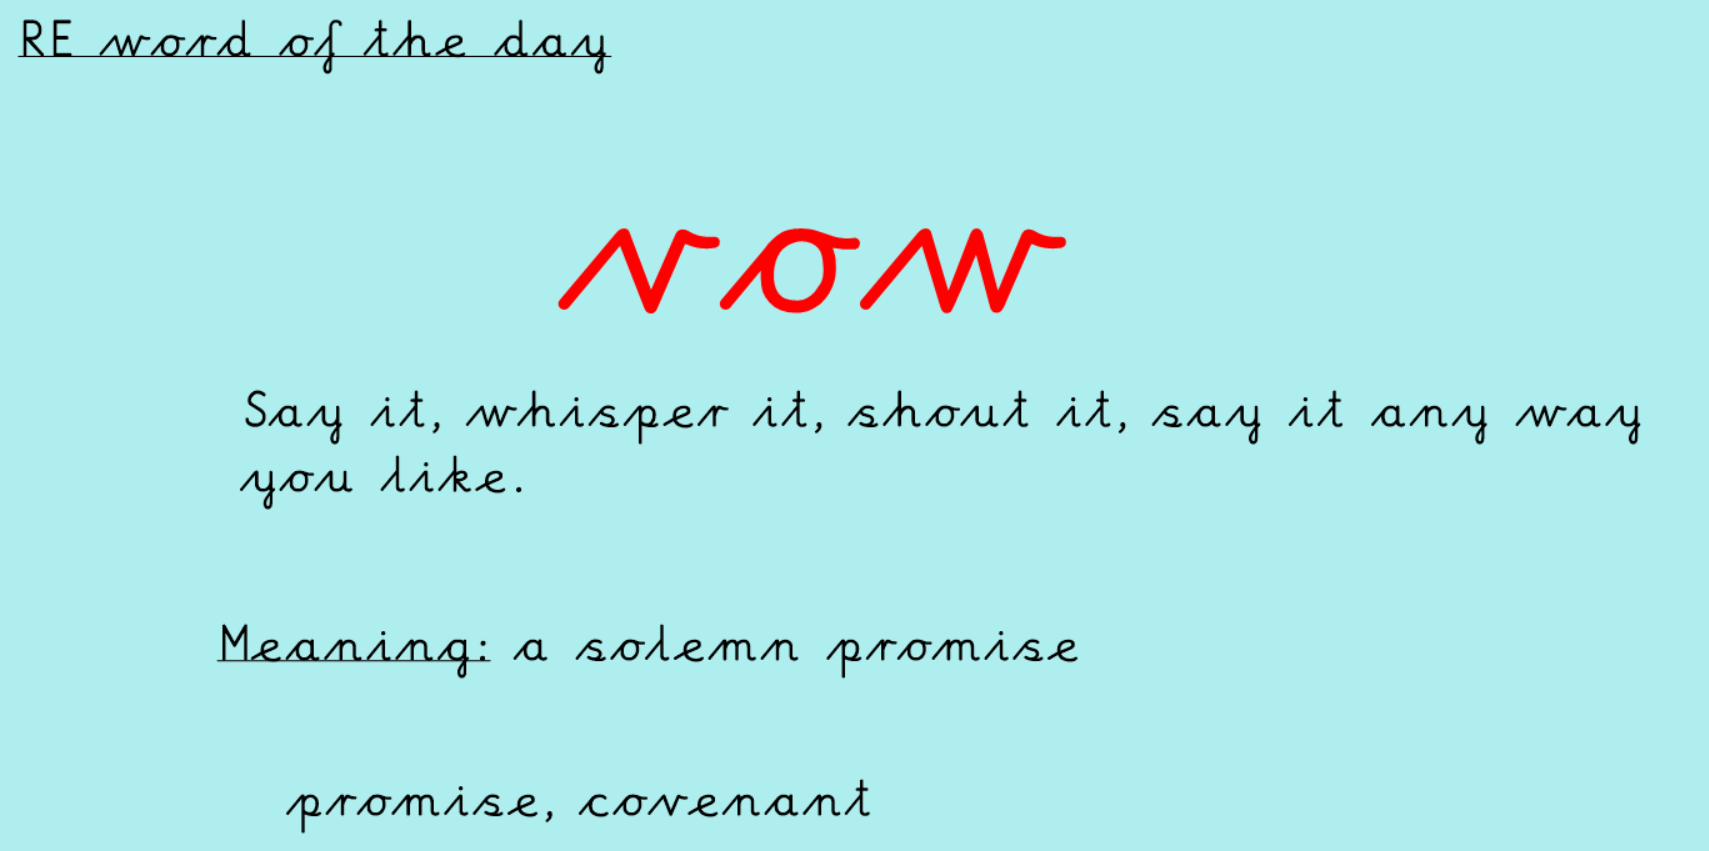 RE word of the day
vow
Say it, whisper it, shout it, say it any way
you like.
Meaning: a solemn promise
promise, covenant